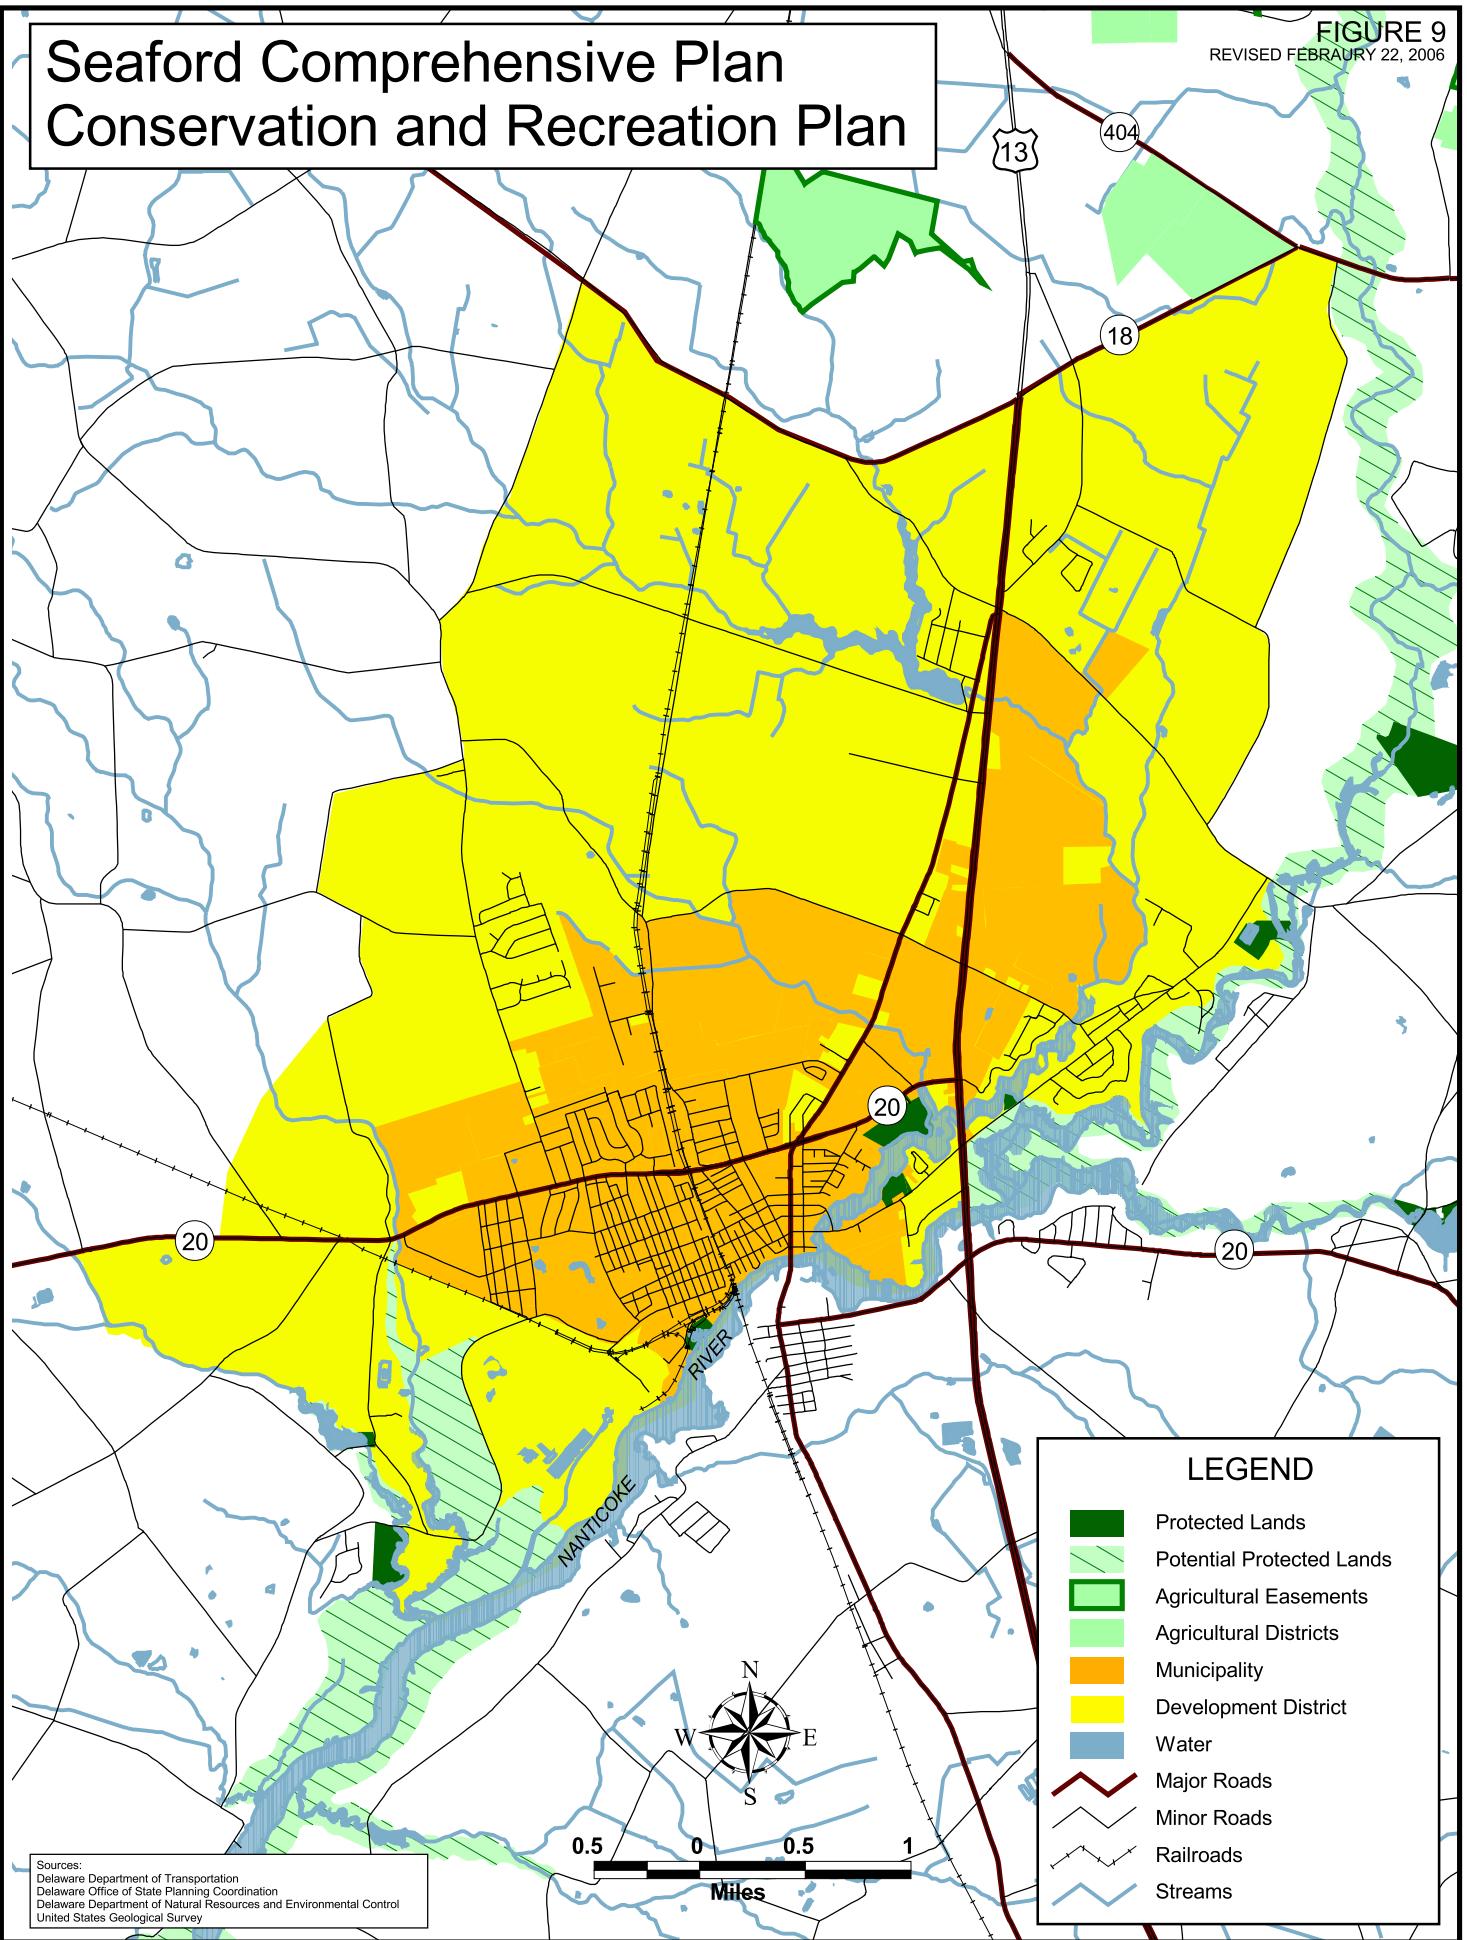 Seaford Comprehensive Plan
Conservation and Recreation Plan
FIGURE 9
REVISED FEBRAURY 22, 2006
13
404
18
20
20
20
RIVER
NANTICOKE
LEGEND
Protected Lands
Potential Protected Lands
Agricultural Easements
Agricultural Districts
Municipality
Development District
Water
Major Roads
Minor Roads
Railroads
Streams
N
W E
S
0.5 0 0.5 1
Miles
Sources:
Delaware Department of Transportation
Delaware Office of State Planning Coordination
Delaware Department of Natural Resources and Environmental Control
United States Geological Survey